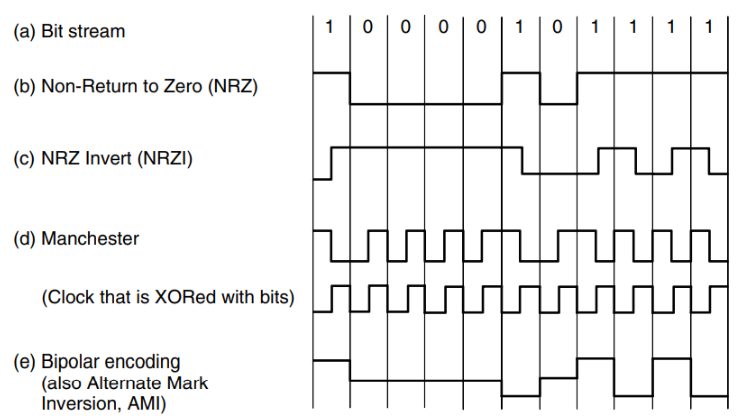 (a) Bit stream 1 0 0 0 0 1 0 1 1 1 1
(b) Non-Return to Zero (NRZ)
(c) NRZ Invert (NRZI)
(d) Manchester
(Clock that is XORed with bits)
(e) Bipolar encoding
(also Alternate Mark
Inversion, AMI)